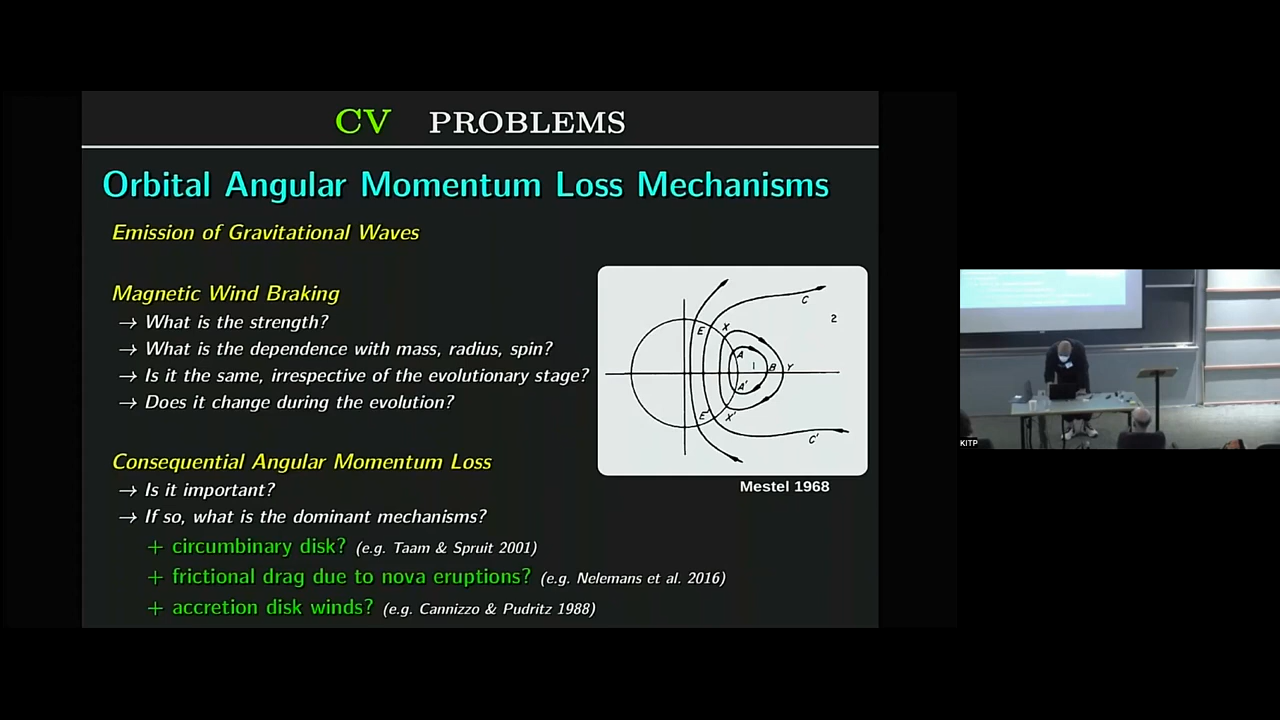 CV PROBLEMS
Orbital Angular Momentum Loss Mechanisms
Emission of Gravitational Waves
Magnetic Wind Braking
→ What is the strength?
→ What is the dependence with mass, radius, spin?
→ Is it the same, irrespective of the evolutionary stage?
→ Does it change during the evolution?
E X A 1 B Y A' E' X' C C' 2
Mestel 1968
Consequential Angular Momentum Loss
→ Is it important?
→ If so, what is the dominant mechanisms?
+ circumbinary disk? (e.g. Taam & Spruit 2001)
+ frictional drag due to nova eruptions? (e.g. Nelemans et al. 2016)
+ accretion disk winds? (e.g. Cannizzo & Pudritz 1988)
KITP